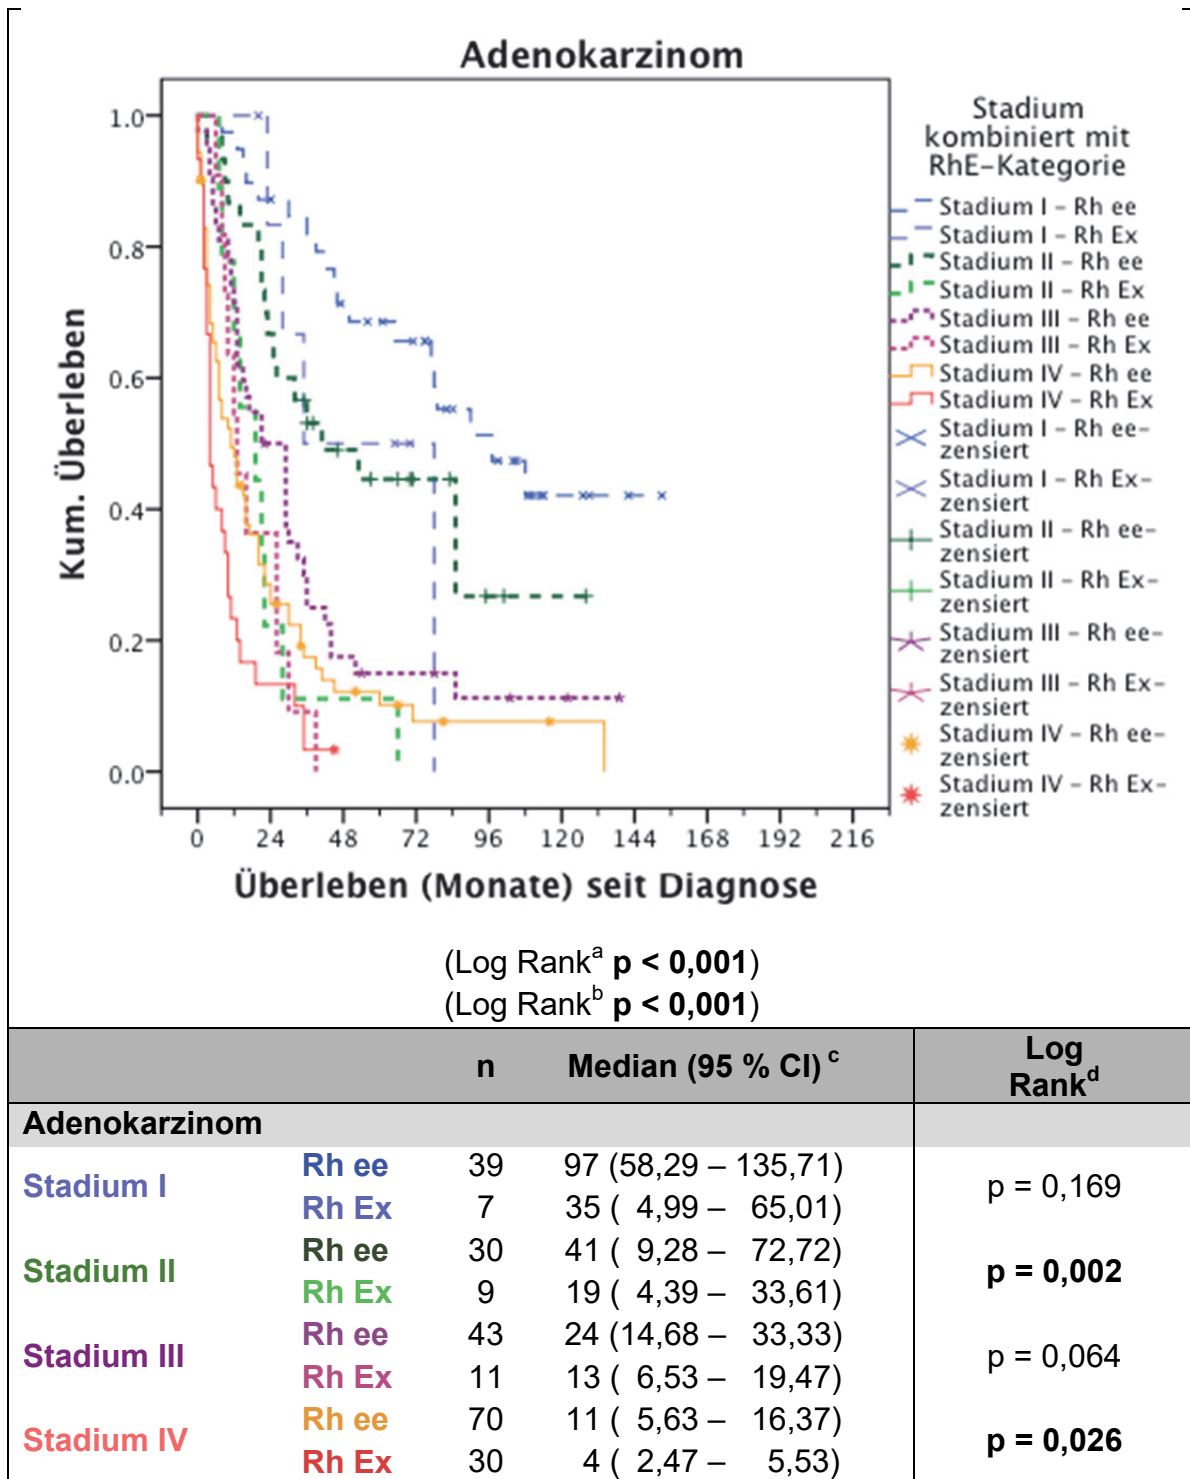 Adenokarzinom
Kum. Überleben
1.0
0.8
0.6
0.4
0.2
0.0
0 24 48 72 96 120 144 168 192 216
Überleben (Monate) seit Diagnose
Stadium
kombiniert mit
RhE-Kategorie
Stadium I – Rh ee
Stadium I – Rh Ex
Stadium II – Rh ee
Stadium II – Rh Ex
Stadium III – Rh ee
Stadium III – Rh Ex
Stadium IV – Rh ee
Stadium IV – Rh Ex
Stadium I – Rh ee–
zensiert
Stadium I – Rh Ex–
zensiert
Stadium II – Rh ee–
zensiert
Stadium II – Rh Ex–
zensiert
Stadium III – Rh ee–
zensiert
Stadium III – Rh Ex–
zensiert
Stadium IV – Rh ee–
zensiert
Stadium IV – Rh Ex–
zensiert
(Log Rank^a p < 0,001)
(Log Rank^b p < 0,001)
n Median (95 % CI) ^c Log
Rank^d
Adenokarzinom
Stadium I Rh ee 39 97 (58,29 – 135,71) p = 0,169
Rh Ex 7 35 ( 4,99 – 65,01)
Stadium II Rh ee 30 41 ( 9,28 – 72,72) p = 0,002
Rh Ex 9 19 ( 4,39 – 33,61)
Stadium III Rh ee 43 24 (14,68 – 33,33) p = 0,064
Rh Ex 11 13 ( 6,53 – 19,47)
Stadium IV Rh ee 70 11 ( 5,63 – 16,37) p = 0,026
Rh Ex 30 4 ( 2,47 – 5,53)